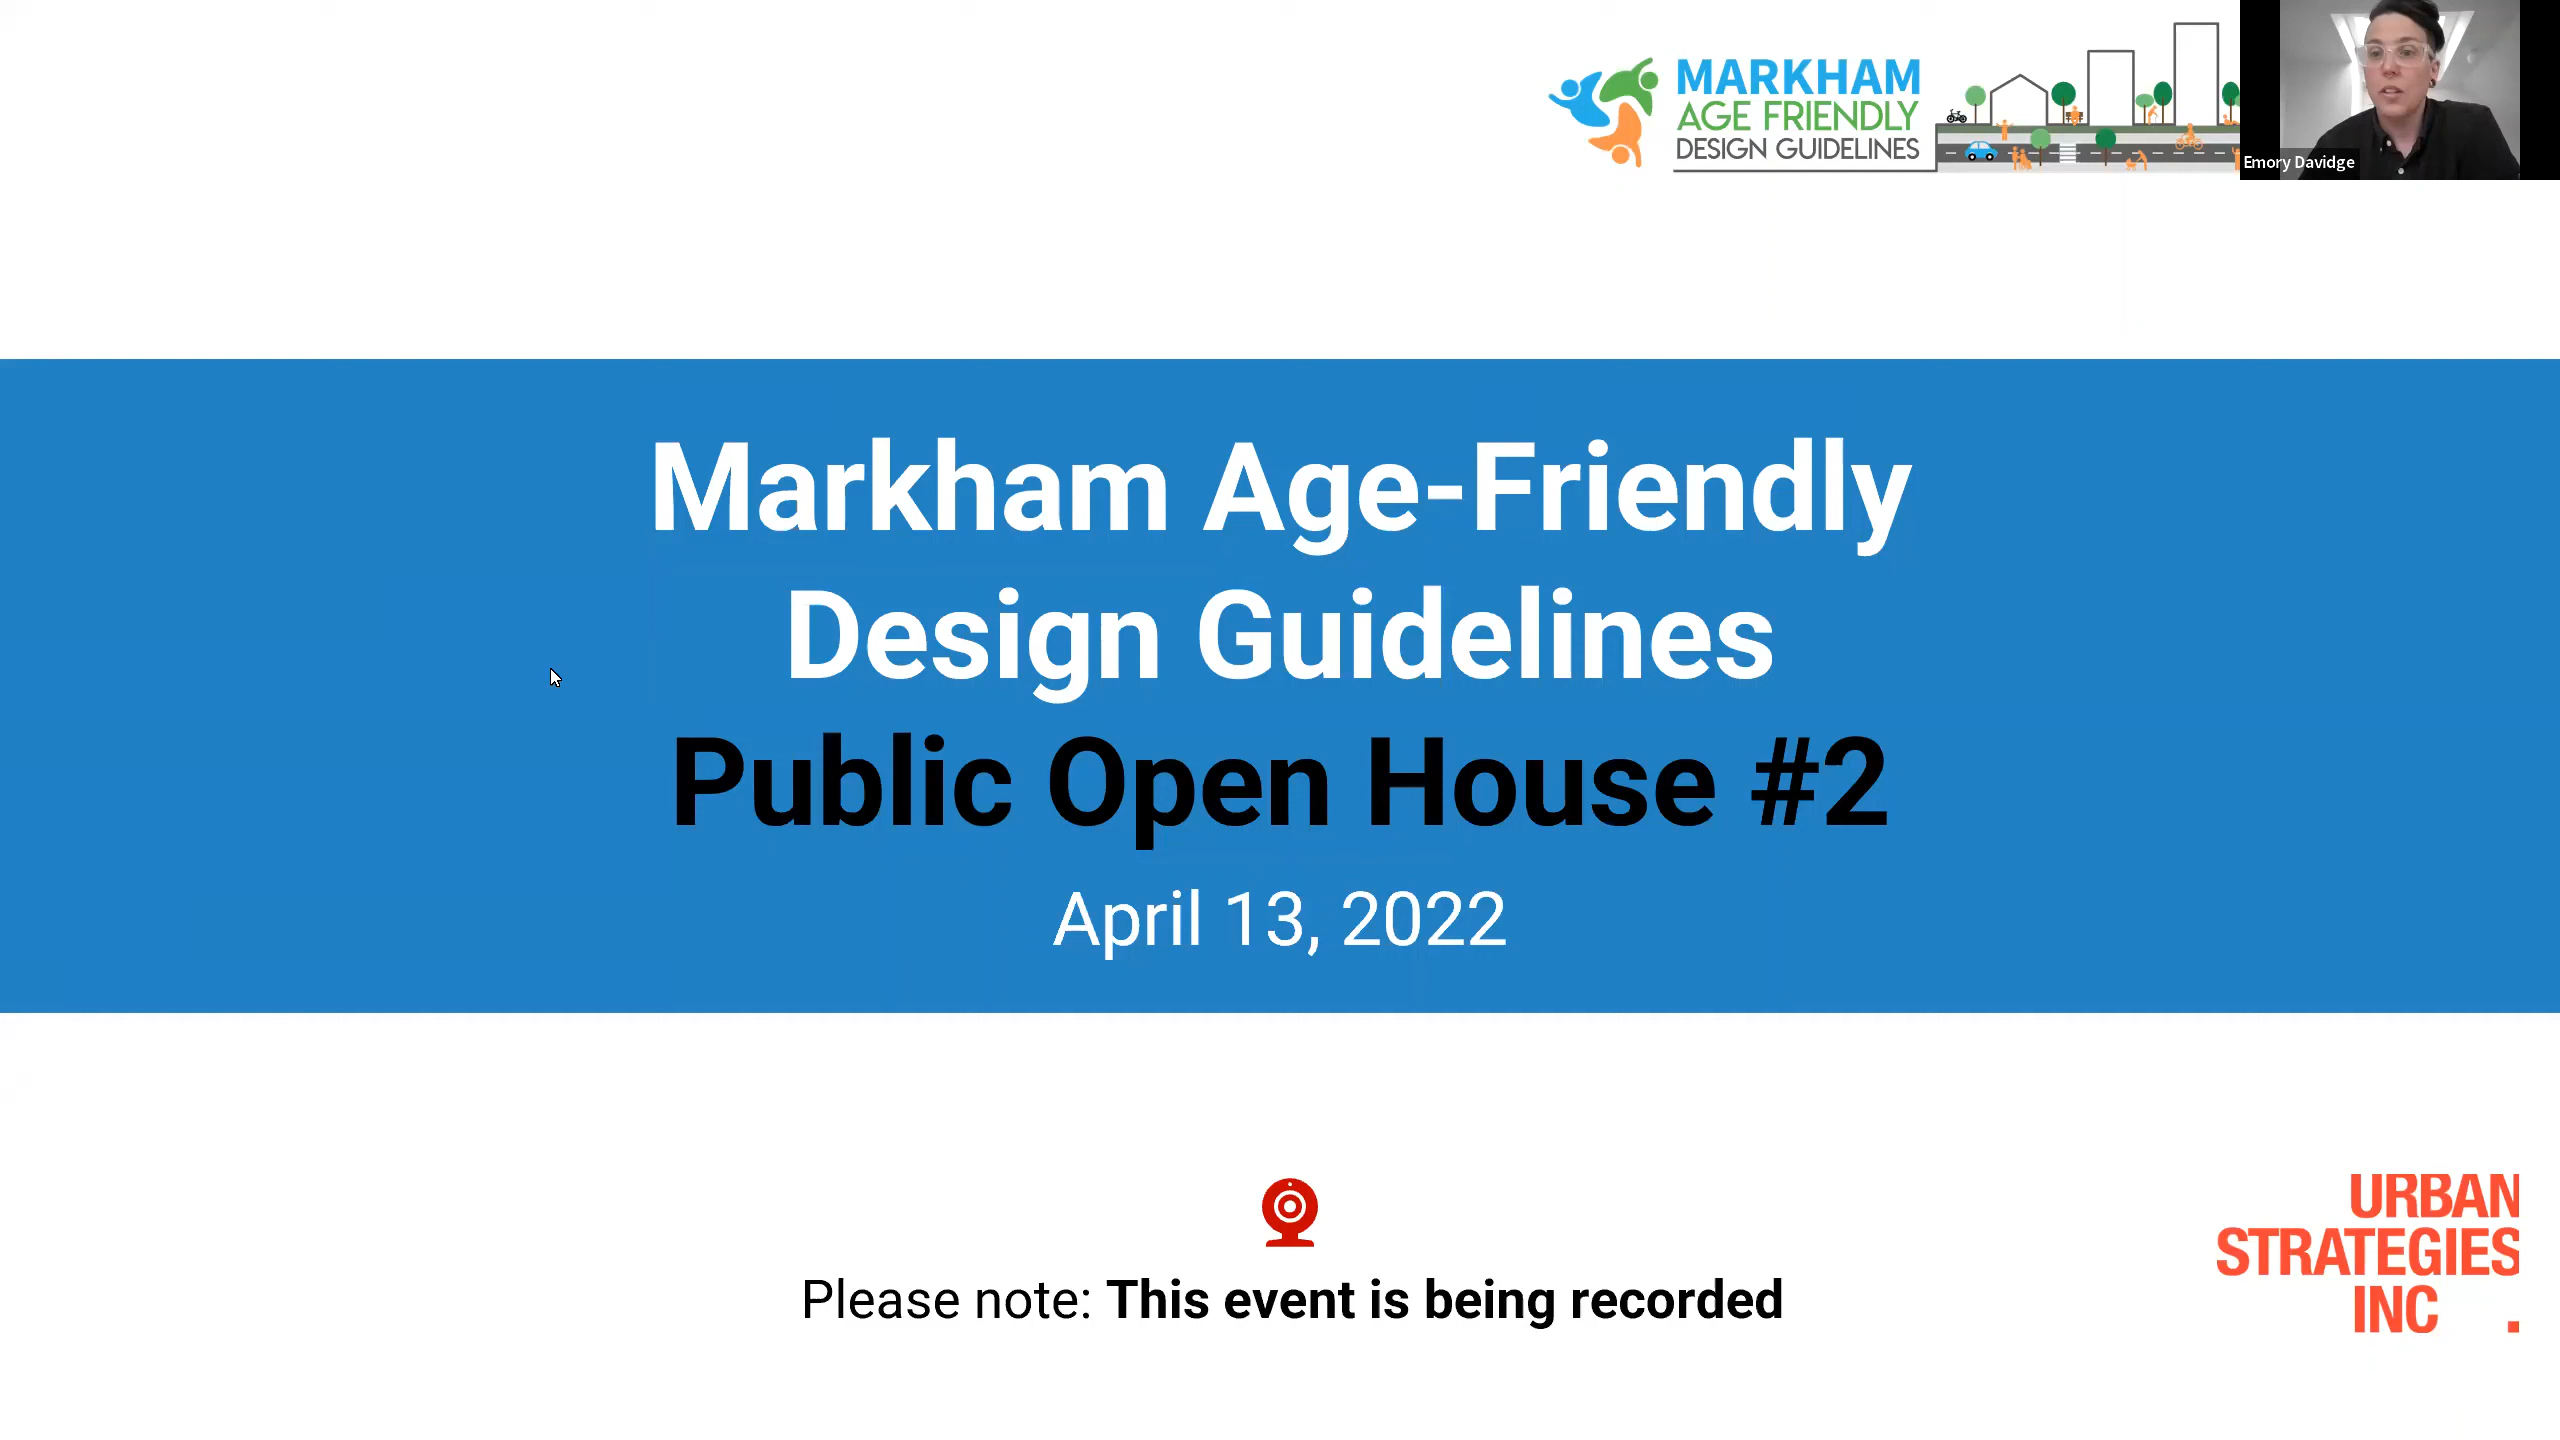 MARKHAM
AGE FRIENDLY
DESIGN GUIDELINES
Emory Davidge
Markham Age-Friendly
Design Guidelines
Public Open House #2
April 13, 2022
Please note: This event is being recorded
URBAN
STRATEGIES
INC .